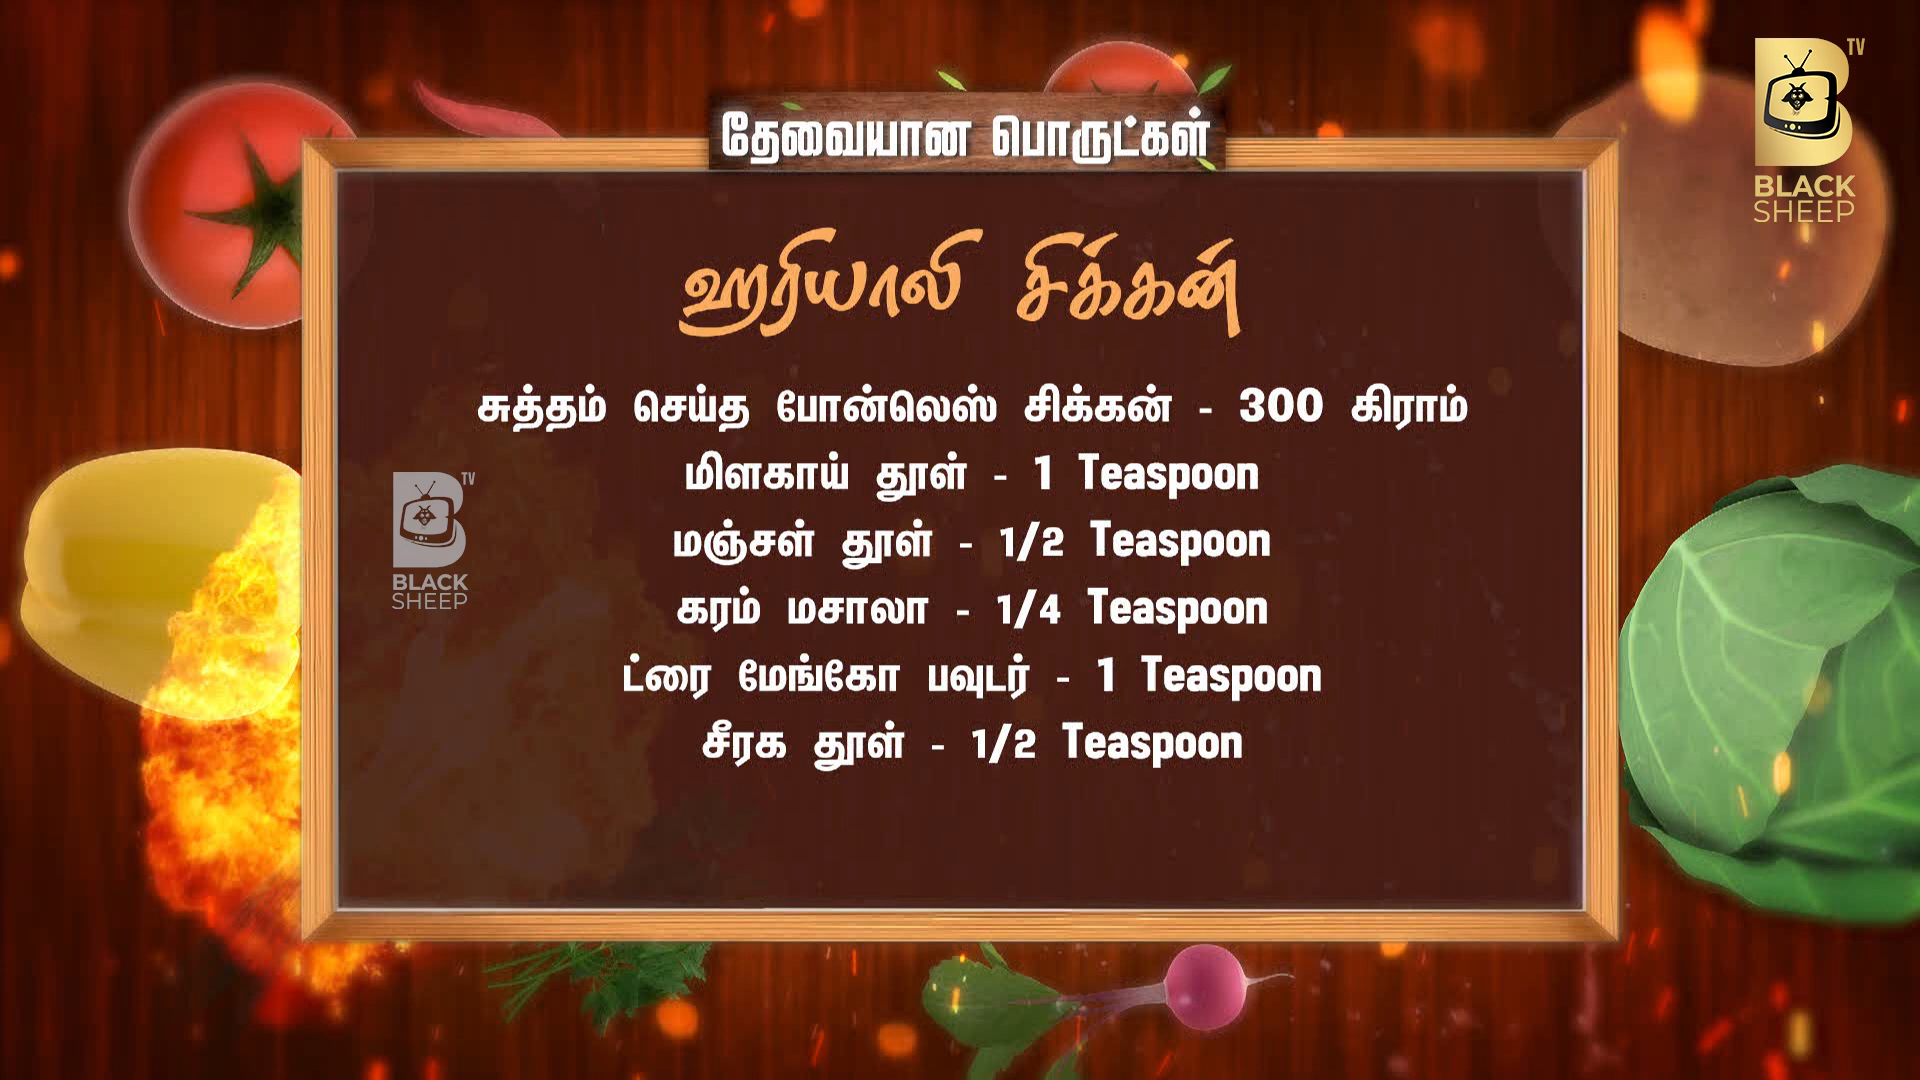 தேவையான பொருட்கள்
TV
BLACK
SHEEP
ஹரியாலி சிக்கன்
சுத்தம் செய்த போன்லெஸ் சிக்கன் - 300 கிராம்
மிளகாய் தூள் - 1 Teaspoon
மஞ்சள் தூள் - 1/2 Teaspoon
TV
BLACK
SHEEP
கரம் மசாலா - 1/4 Teaspoon
ட்ரை மேங்கோ பவுடர் - 1 Teaspoon
சீரக தூள் - 1/2 Teaspoon